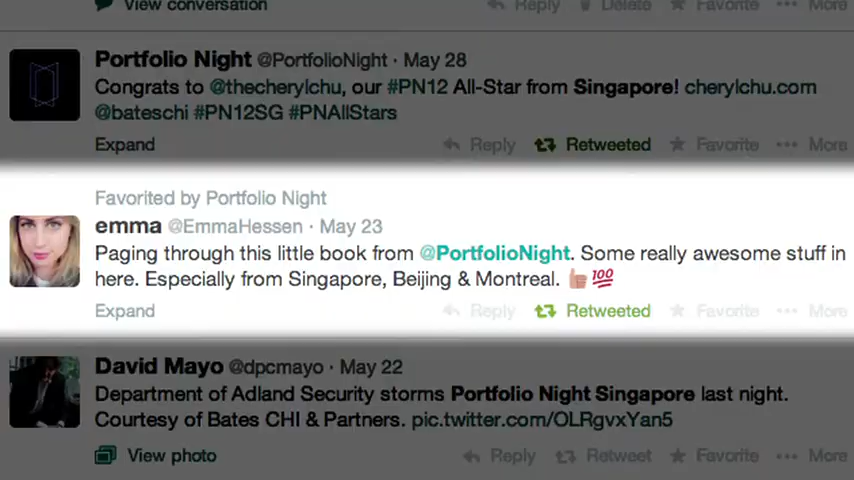 View conversation Reply Delete Favorite More
Portfolio Night @PortfolioNight · May 28
Congrats to @thecherylchu, our #PN12 All-Star from Singapore! cherylchu.com
@bateschi #PN12SG #PNAllStars
Expand Reply Retweeted Favorite More
Favorited by Portfolio Night
emma @EmmaHessen · May 23
Paging through this little book from @PortfolioNight. Some really awesome stuff in
here. Especially from Singapore, Beijing & Montreal. 👍💯
Expand Reply Retweeted Favorite More
David Mayo @dpcmayo · May 22
Department of Adland Security storms Portfolio Night Singapore last night.
Courtesy of Bates CHI & Partners. pic.twitter.com/OLRgvxYan5
View photo Reply Retweet Favorite More